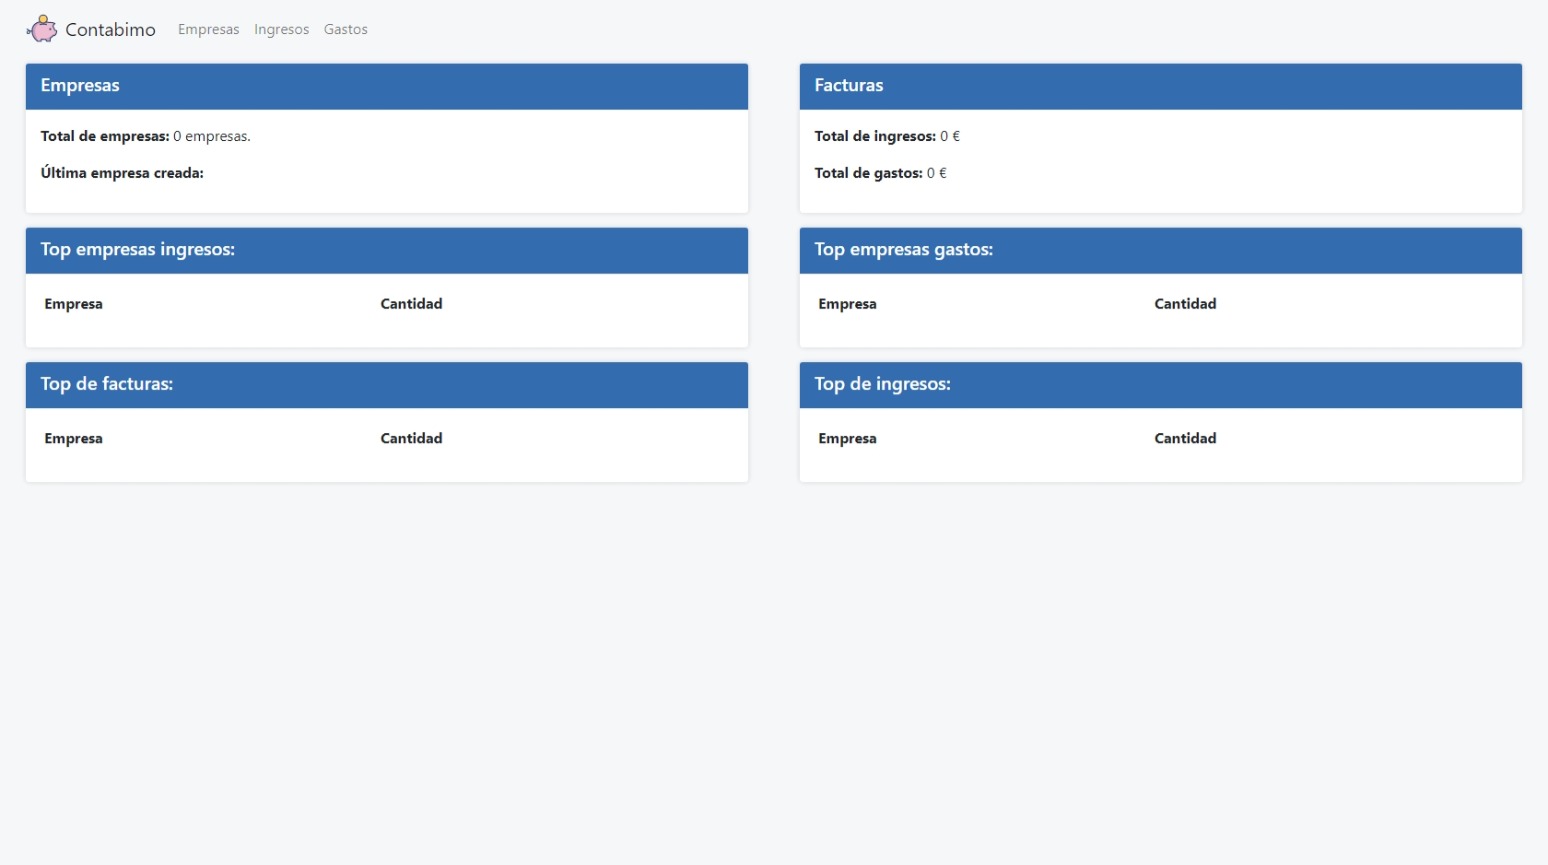 Contabimo Empresas Ingresos Gastos
Empresas
Total de empresas: 0 empresas.
Última empresa creada:
Facturas
Total de ingresos: 0 €
Total de gastos: 0 €
Top empresas ingresos:
Empresa Cantidad
Top empresas gastos:
Empresa Cantidad
Top de facturas:
Empresa Cantidad
Top de ingresos:
Empresa Cantidad